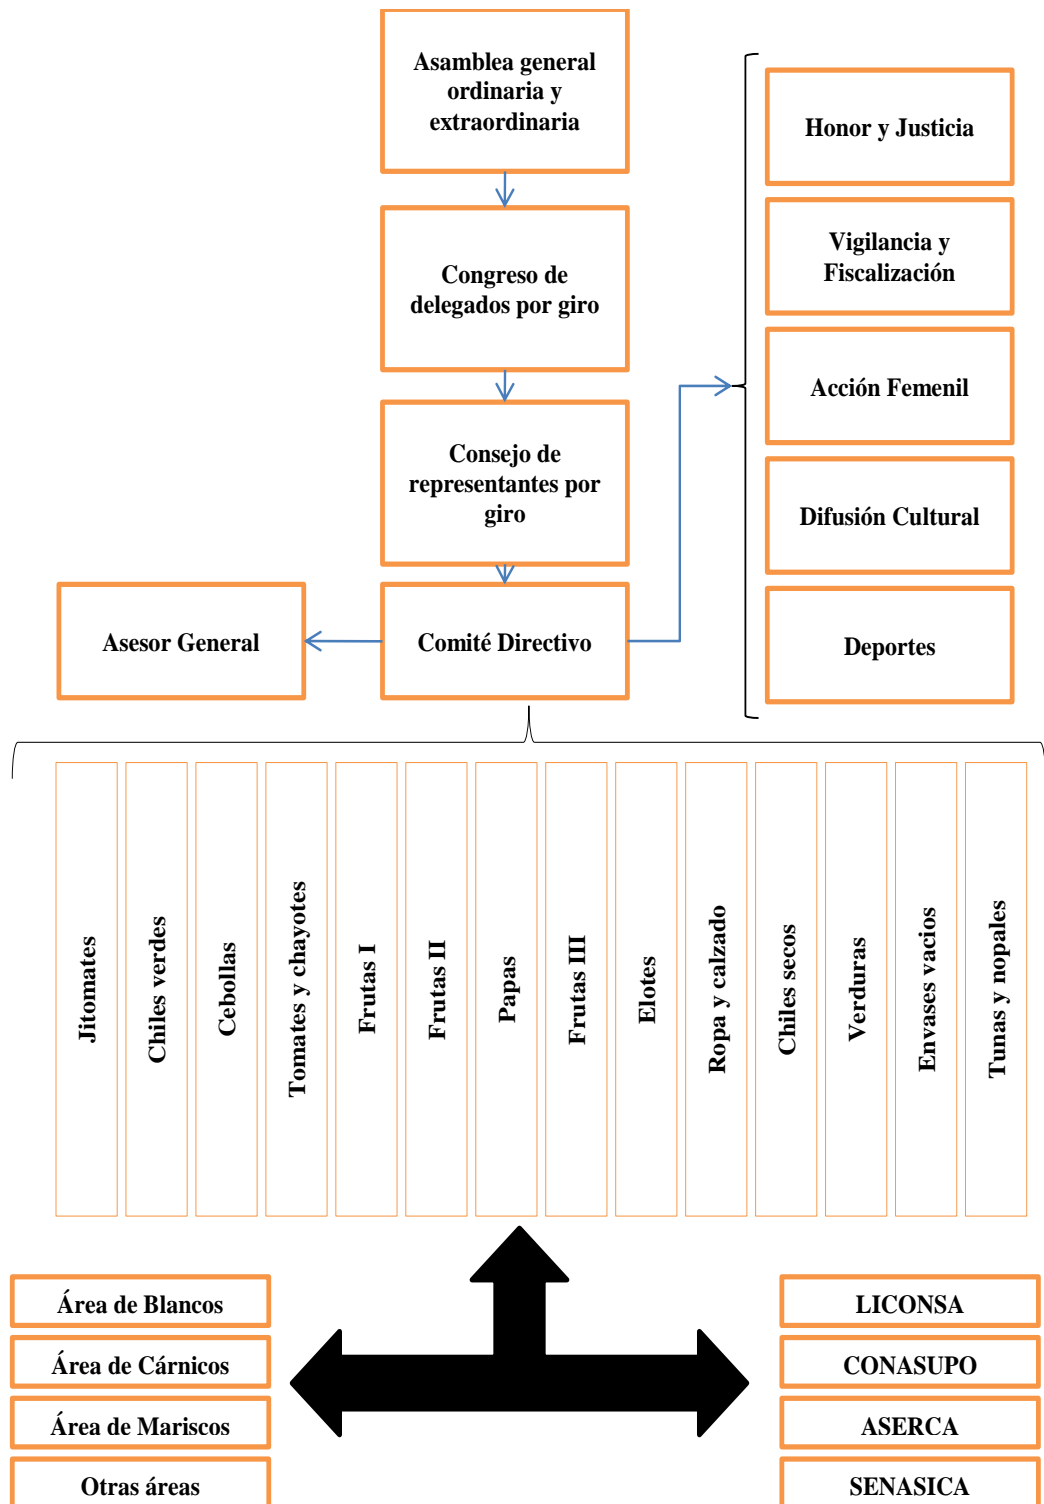 Asamblea general
ordinaria y
extraordinaria
Congreso de
delegados por giro
Consejo de
representantes por
giro
Asesor General
Comité Directivo
Honor y Justicia
Vigilancia y
Fiscalización
Acción Femenil
Difusión Cultural
Deportes
Jitomates
Chiles verdes
Cebollas
Tomates y chayotes
Frutas I
Frutas II
Papas
Frutas III
Elotes
Ropa y calzado
Chiles secos
Verduras
Envases vacios
Tunas y nopales
Área de Blancos
Área de Cárnicos
Área de Mariscos
Otras áreas
LICONSA
CONASUPO
ASERCA
SENASICA